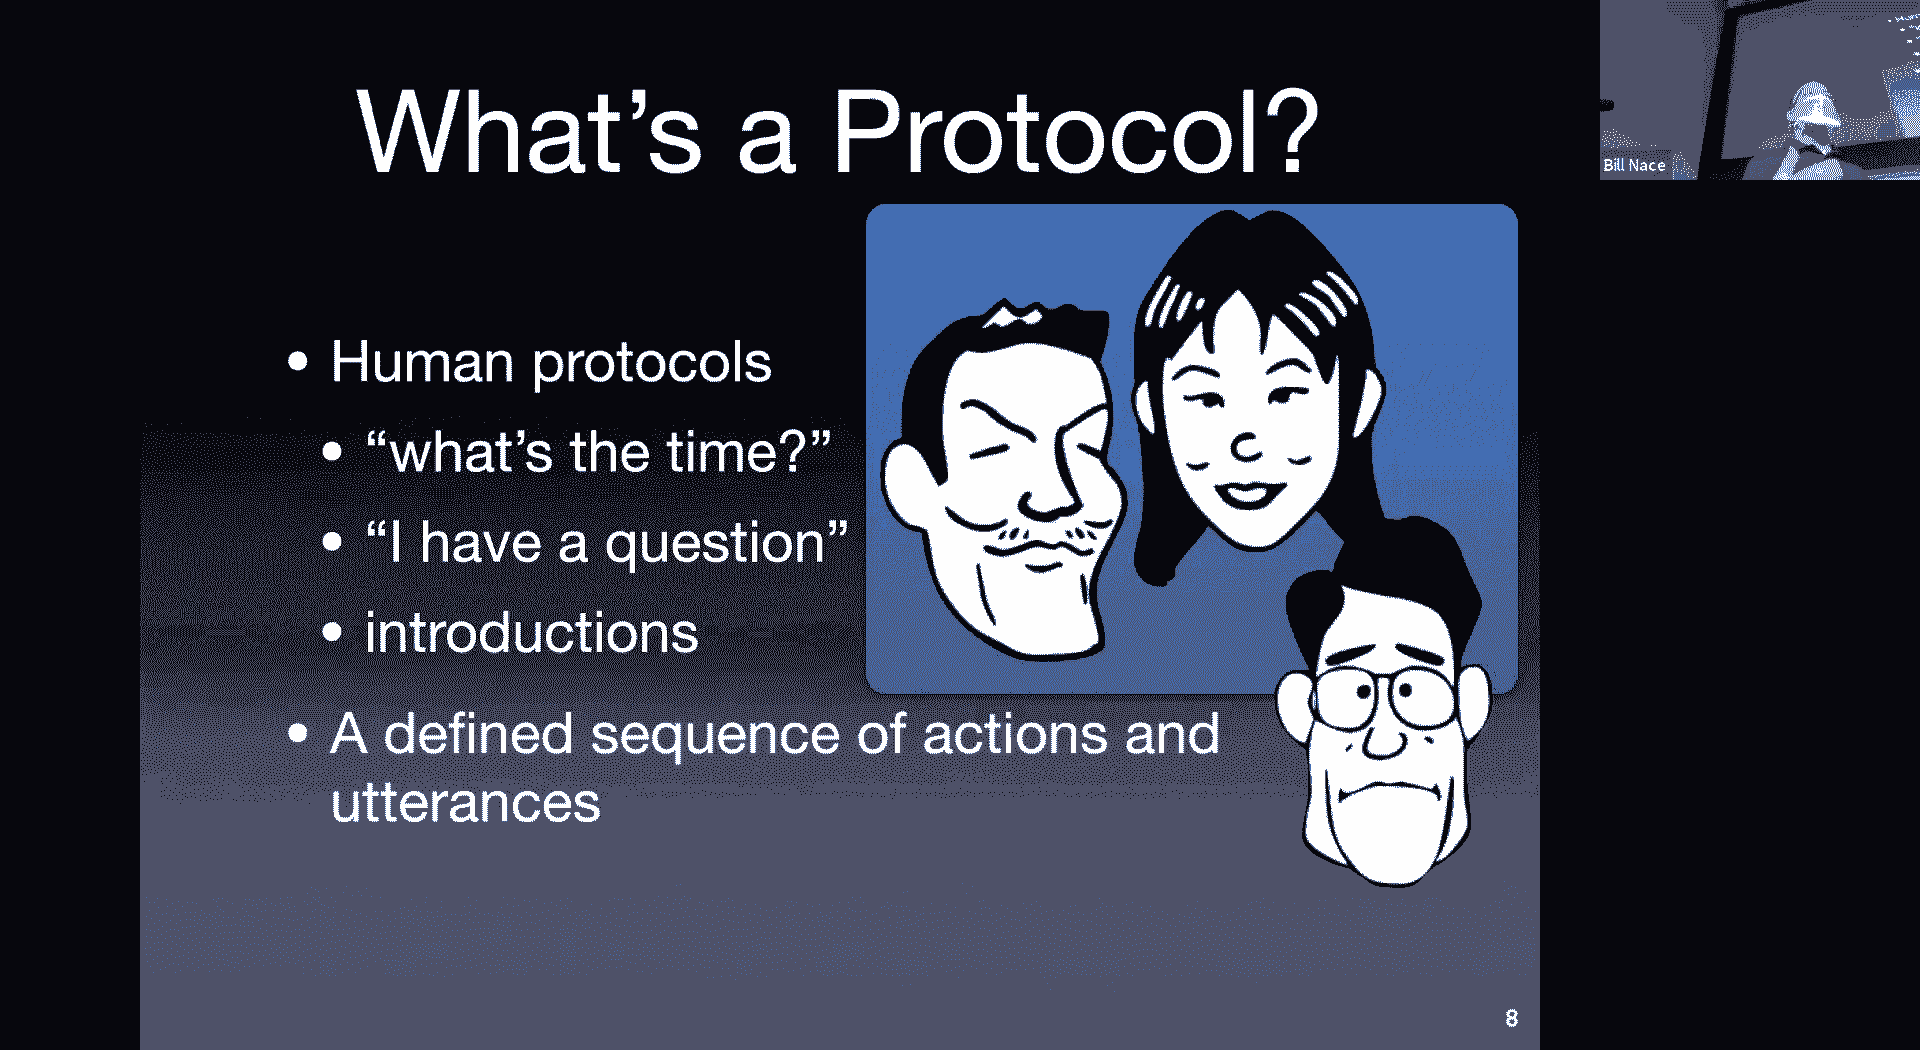 What’s a Protocol?
Bill Nace
• Human protocols
• “what’s the time?”
• “I have a question”
• introductions
• A defined sequence of actions and
utterances
8